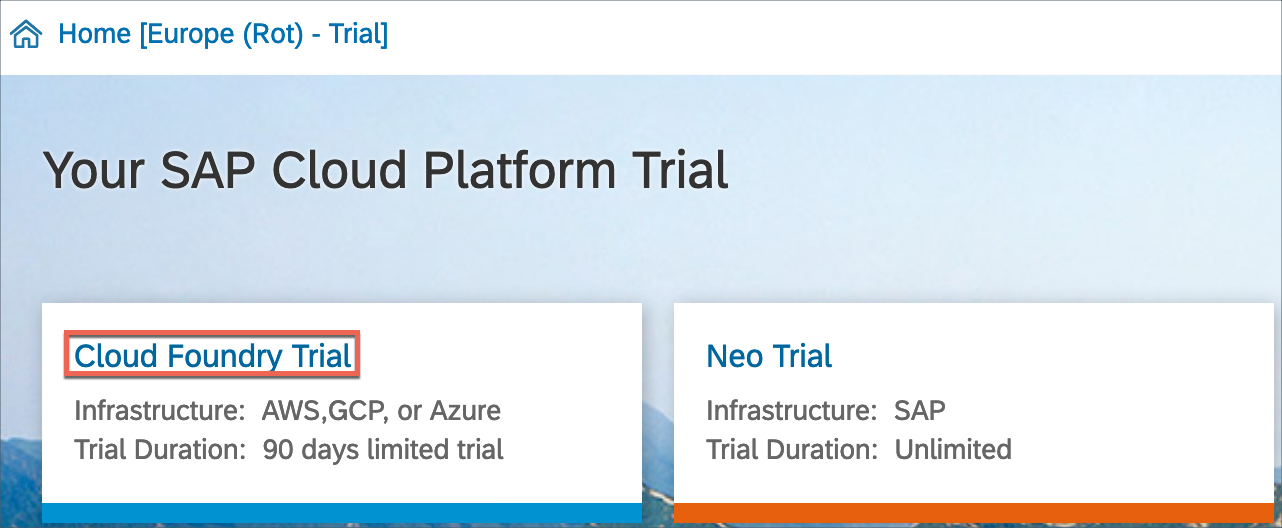 Home [Europe (Rot) - Trial]
Your SAP Cloud Platform Trial
Cloud Foundry Trial
Infrastructure: AWS,GCP, or Azure
Trial Duration: 90 days limited trial
Neo Trial
Infrastructure: SAP
Trial Duration: Unlimited